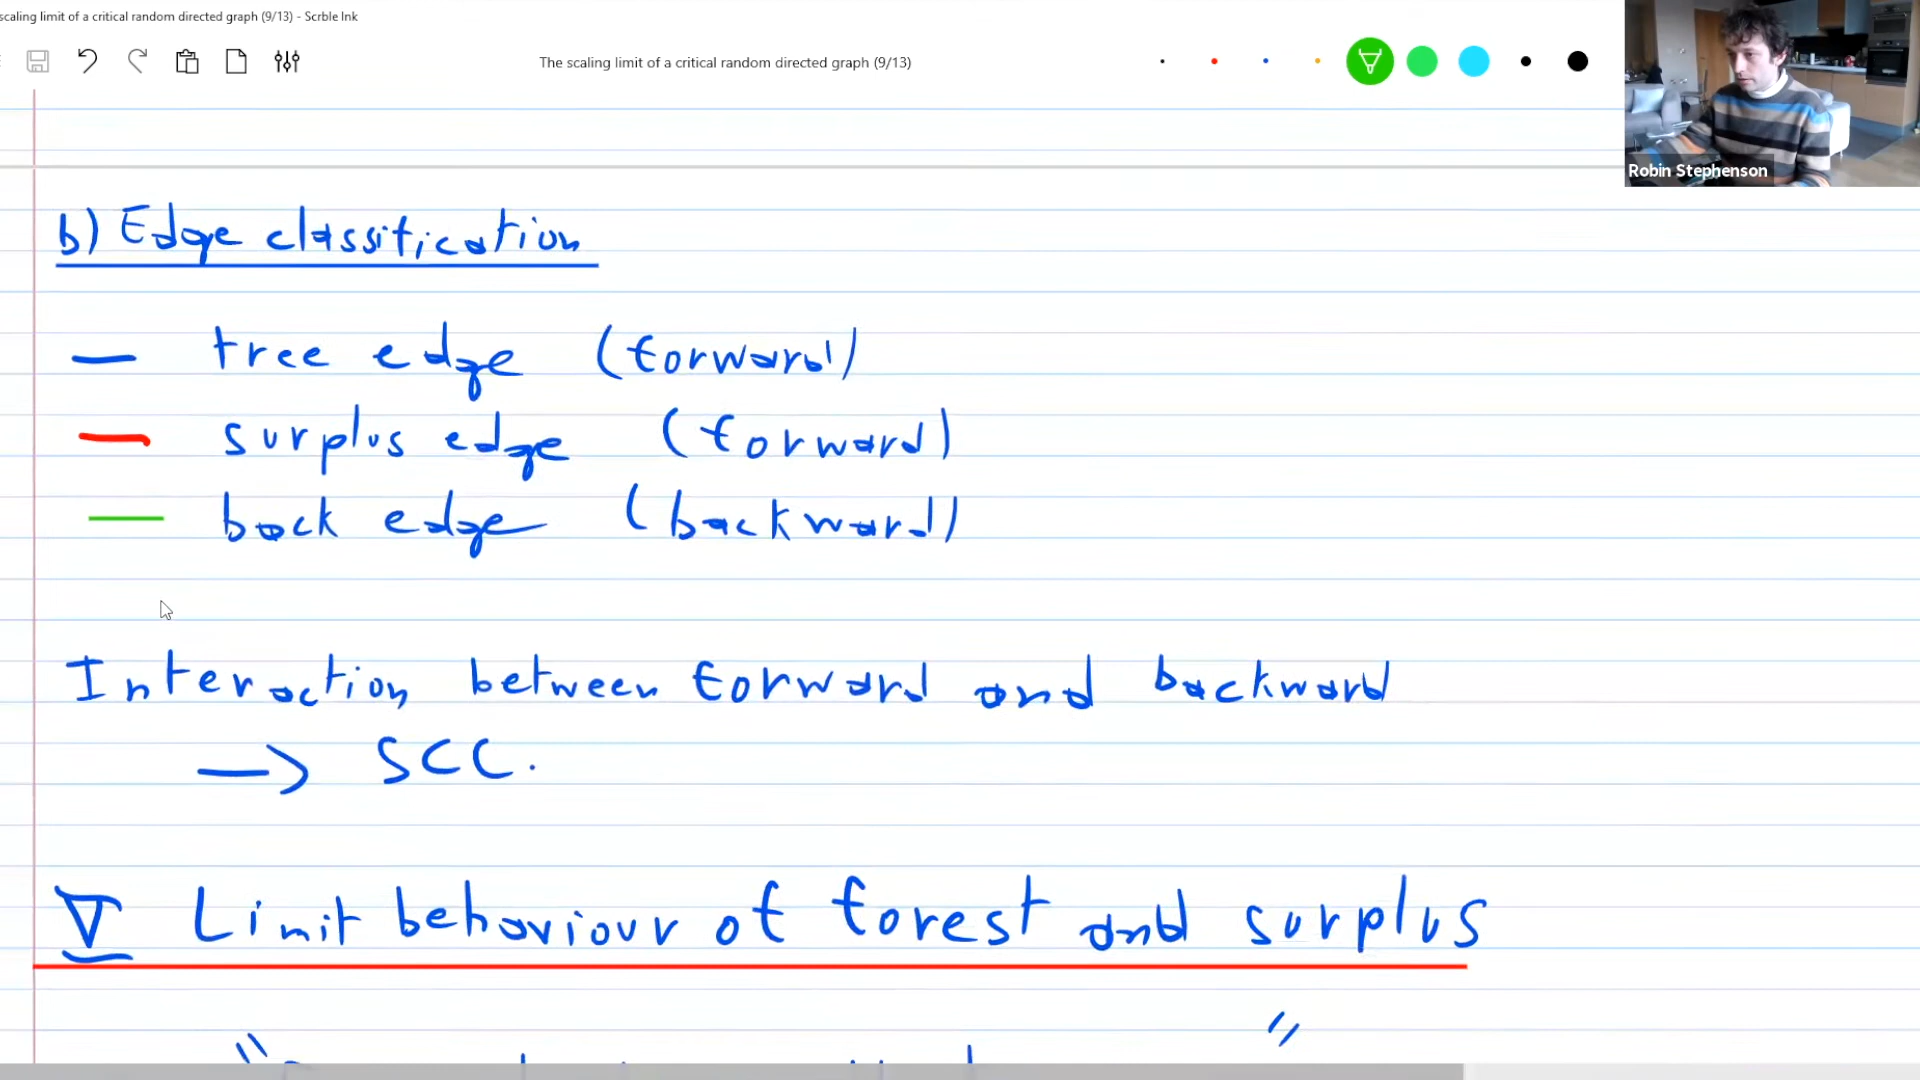 scaling limit of a critical random directed graph (9/13) - Scrble Ink
The scaling limit of a critical random directed graph (9/13)
Robin Stephenson
b) Edge classification
— tree edge (forward)
— surplus edge (forward)
— back edge (backward)
Interaction between forward and backward
—> SCC.
V Limit behaviour of forest and surplus